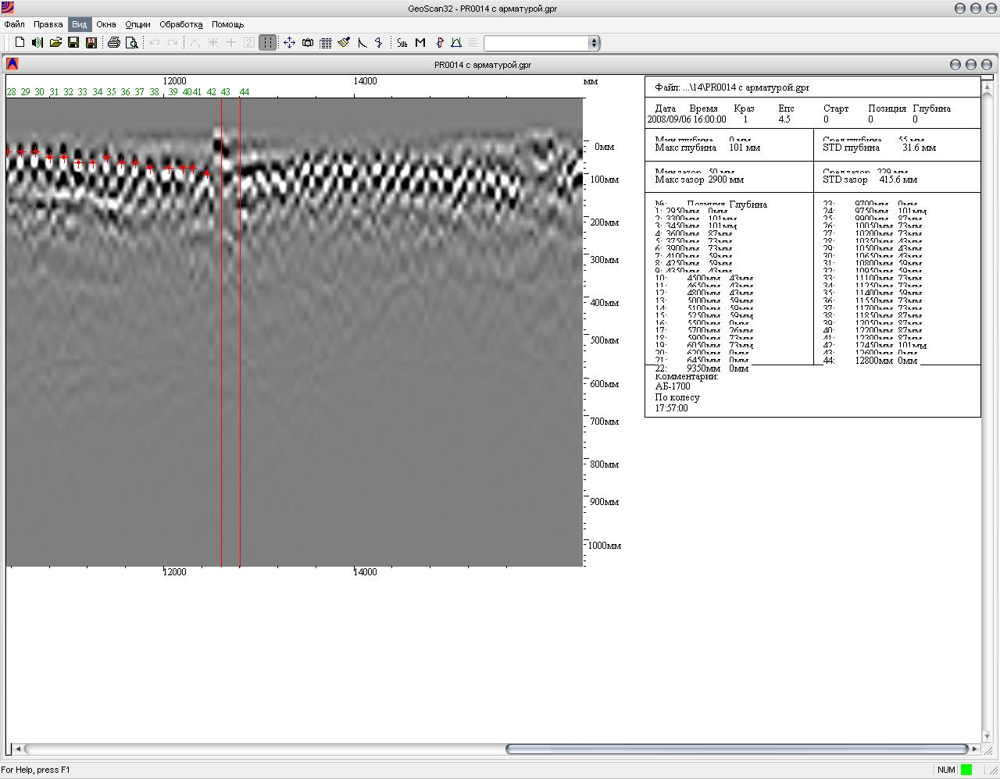 GeoScan32 - PR0014 с арматурой.gpr
Файл Правка Вид Окна Опции Обработка Помощь
2 Sub M
PR0014 с арматурой.gpr
12000 14000 мм
28 29 30 31 32 33 34 35 36 37 38 39 40 41 42 43 44
0мм
100мм
200мм
300мм
400мм
500мм
600мм
700мм
800мм
900мм
1000мм
12000 14000
Файл: ...\14\PR0014 с арматурой.gpr
Дата Время Kраз Епс Старт Позиция Глубина
2008/09/06 16:00:00 1 4.5 0 0 0
Мин глубина 0 мм Сред глубина 55 мм
Макс глубина 101 мм STD глубина 31.6 мм
Мин зазор 50 мм Сред зазор 229 мм
Макс зазор 2900 мм STD зазор 415.6 мм
№: Позиция Глубина
1: 2950мм 0мм
2: 3300мм 101мм
3: 3450мм 101мм
4: 3600мм 87мм
5: 3750мм 73мм
6: 3900мм 73мм
7: 4100мм 59мм
8: 4250мм 59мм
9: 4350мм 43мм
10: 4500мм 43мм
11: 4650мм 43мм
12: 4800мм 43мм
13: 5000мм 59мм
14: 5100мм 59мм
15: 5250мм 59мм
16: 5500мм 0мм
17: 5700мм 26мм
18: 5900мм 73мм
19: 6050мм 73мм
20: 6200мм 0мм
21: 6450мм 0мм
22: 9350мм 0мм
23: 9700мм 0мм
24: 9750мм 101мм
25: 9900мм 87мм
26: 10050мм 73мм
27: 10200мм 73мм
28: 10350мм 43мм
29: 10500мм 43мм
30: 10650мм 43мм
31: 10800мм 59мм
32: 10950мм 59мм
33: 11100мм 73мм
34: 11250мм 73мм
35: 11400мм 59мм
36: 11550мм 73мм
37: 11700мм 73мм
38: 11850мм 87мм
39: 12050мм 87мм
40: 12200мм 87мм
41: 12300мм 87мм
42: 12450мм 101мм
43: 12600мм 0мм
44: 12800мм 0мм
Комментарии:
АБ-1700
По колесу
17:57:00
For Help, press F1 NUM